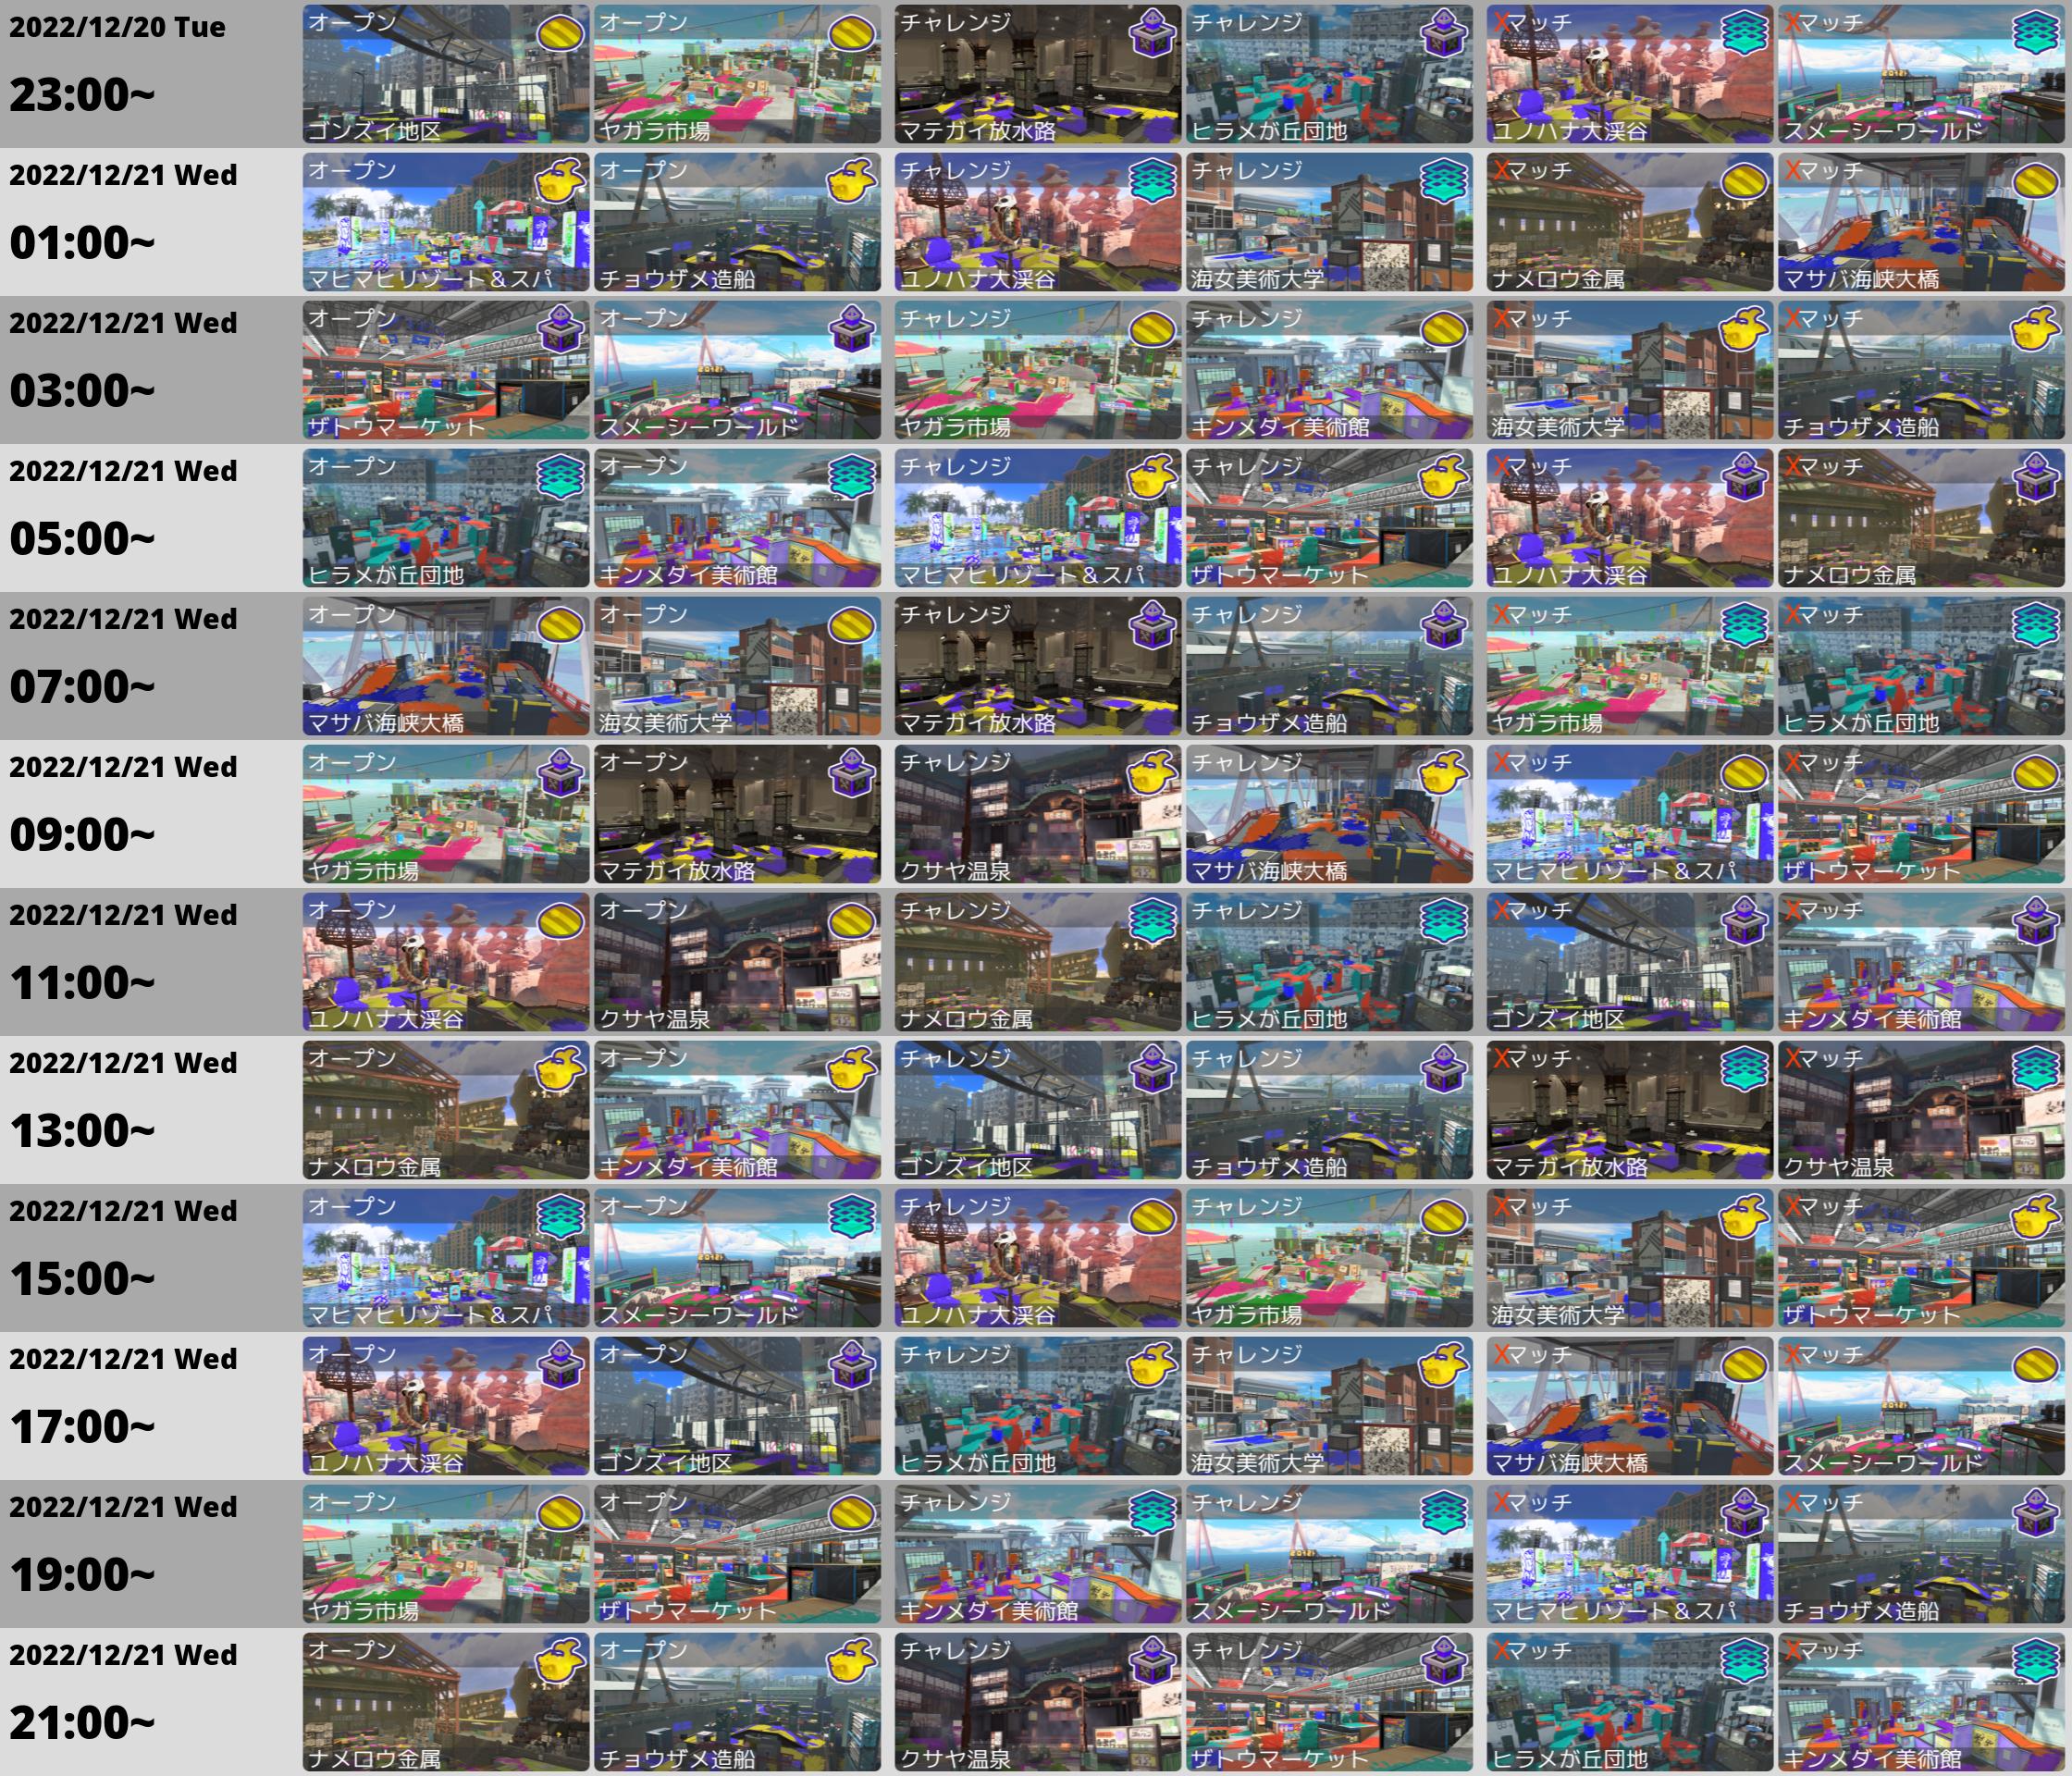 2022/12/20 Tue
23:00~
オープン オープン チャレンジ チャレンジ Xマッチ Xマッチ
ゴンズイ地区 ヤガラ市場 マテガイ放水路 ヒラメが丘団地 ユノハナ大渓谷 スメーシーワールド
2022/12/21 Wed
01:00~
オープン オープン チャレンジ チャレンジ Xマッチ Xマッチ
マヒマヒリゾート＆スパ チョウザメ造船 ユノハナ大渓谷 海女美術大学 ナメロウ金属 マサバ海峡大橋
2022/12/21 Wed
03:00~
オープン オープン チャレンジ チャレンジ Xマッチ Xマッチ
ザトウマーケット スメーシーワールド ヤガラ市場 キンメダイ美術館 海女美術大学 チョウザメ造船
2022/12/21 Wed
05:00~
オープン オープン チャレンジ チャレンジ Xマッチ Xマッチ
ヒラメが丘団地 キンメダイ美術館 マヒマヒリゾート＆スパ ザトウマーケット ユノハナ大渓谷 ナメロウ金属
2022/12/21 Wed
07:00~
オープン オープン チャレンジ チャレンジ Xマッチ Xマッチ
マサバ海峡大橋 海女美術大学 マテガイ放水路 チョウザメ造船 ヤガラ市場 ヒラメが丘団地
2022/12/21 Wed
09:00~
オープン オープン チャレンジ チャレンジ Xマッチ Xマッチ
ヤガラ市場 マテガイ放水路 クサヤ温泉 マサバ海峡大橋 マヒマヒリゾート＆スパ ザトウマーケット
2022/12/21 Wed
11:00~
オープン オープン チャレンジ チャレンジ Xマッチ Xマッチ
ユノハナ大渓谷 クサヤ温泉 ナメロウ金属 ヒラメが丘団地 ゴンズイ地区 キンメダイ美術館
2022/12/21 Wed
13:00~
オープン オープン チャレンジ チャレンジ Xマッチ Xマッチ
ナメロウ金属 キンメダイ美術館 ゴンズイ地区 チョウザメ造船 マテガイ放水路 クサヤ温泉
2022/12/21 Wed
15:00~
オープン オープン チャレンジ チャレンジ Xマッチ Xマッチ
マヒマヒリゾート＆スパ スメーシーワールド ユノハナ大渓谷 ヤガラ市場 海女美術大学 ザトウマーケット
2022/12/21 Wed
17:00~
オープン オープン チャレンジ チャレンジ Xマッチ Xマッチ
ユノハナ大渓谷 ゴンズイ地区 ヒラメが丘団地 海女美術大学 マサバ海峡大橋 スメーシーワールド
2022/12/21 Wed
19:00~
オープン オープン チャレンジ チャレンジ Xマッチ Xマッチ
ヤガラ市場 ザトウマーケット キンメダイ美術館 スメーシーワールド マヒマヒリゾート＆スパ チョウザメ造船
2022/12/21 Wed
21:00~
オープン オープン チャレンジ チャレンジ Xマッチ Xマッチ
ナメロウ金属 チョウザメ造船 クサヤ温泉 ザトウマーケット ヒラメが丘団地 キンメダイ美術館